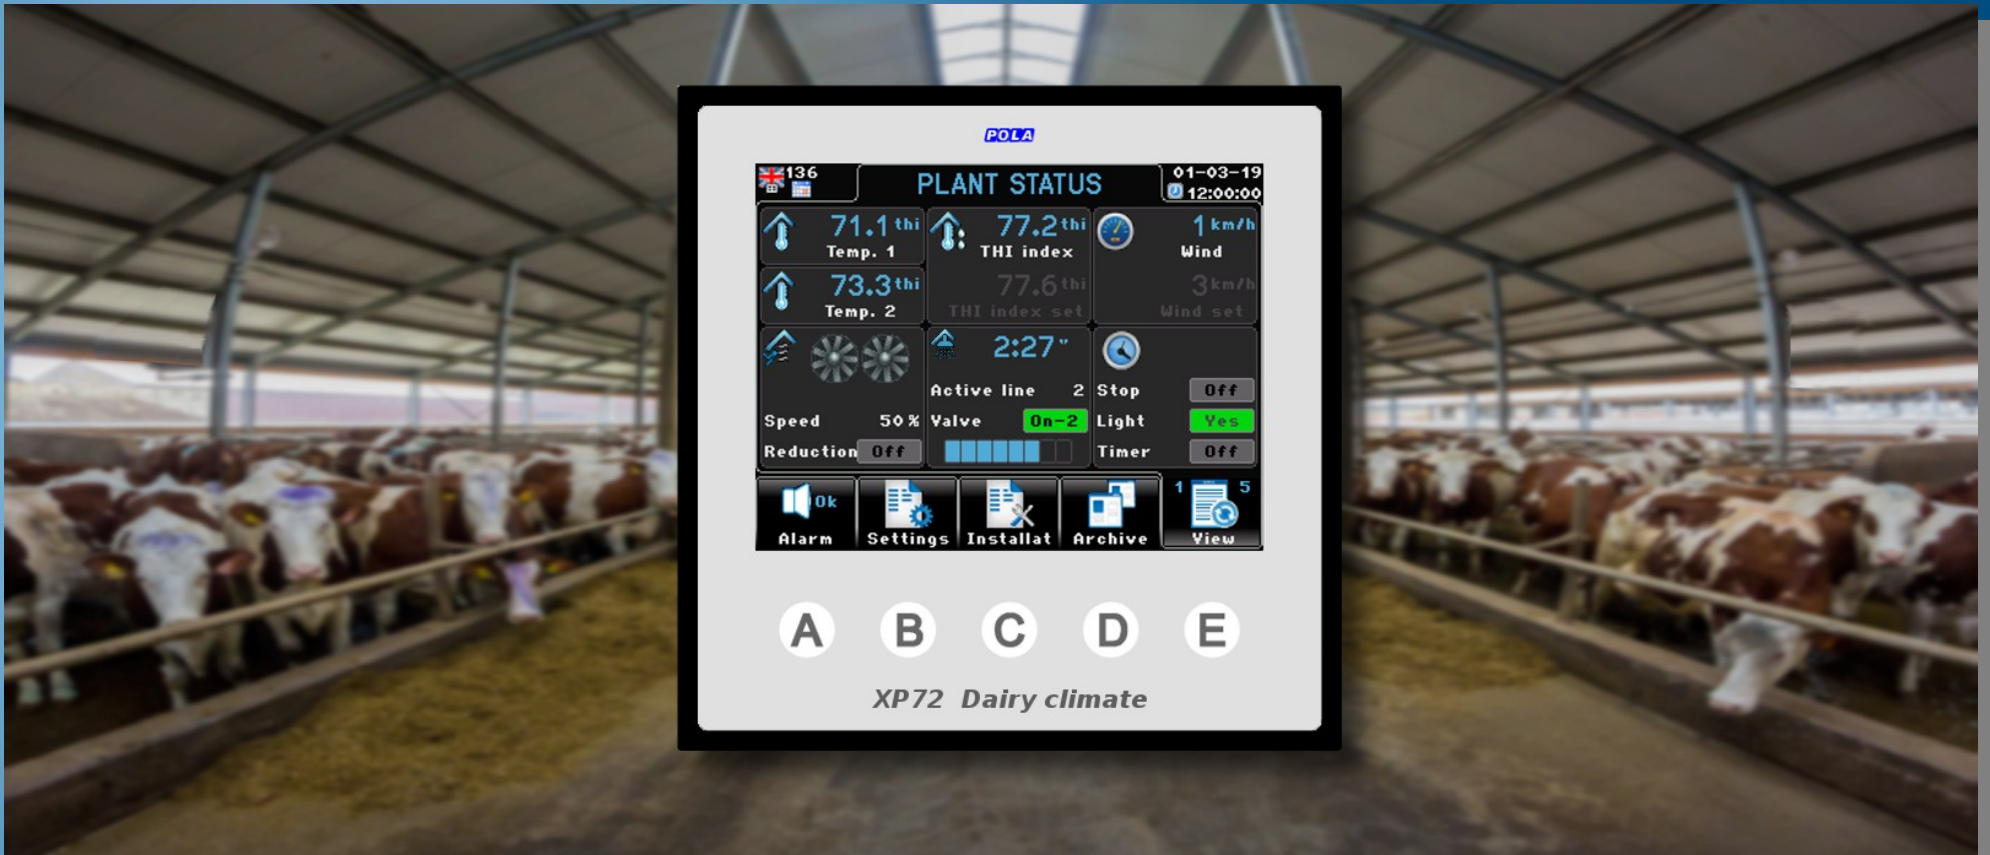 POLA
136
PLANT STATUS
01-03-19
12:00:00
71.1 thi
Temp. 1
77.2 thi
THI index
1 km/h
Wind
73.3 thi
Temp. 2
77.6 thi
THI index set
3 km/h
Wind set
2:27"
Active line 2
Stop Off
Speed 50 %
Valve On-2
Light Yes
Reduction Off
Timer Off
Ok
1 5
Alarm
Settings
Installat
Archive
View
A B C D E
XP72 Dairy climate